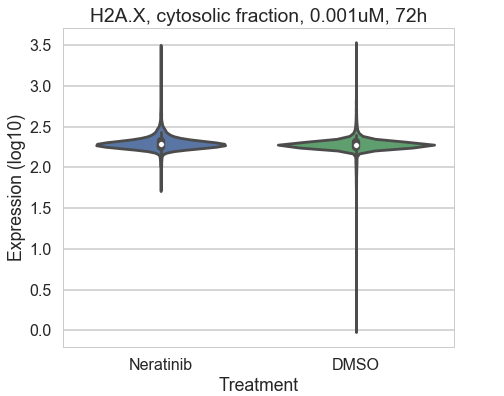 H2A.X, cytosolic fraction, 0.001uM, 72h
3.5
3.0
2.5
2.0
1.5
1.0
0.5
0.0
Expression (log10)
Neratinib DMSO
Treatment